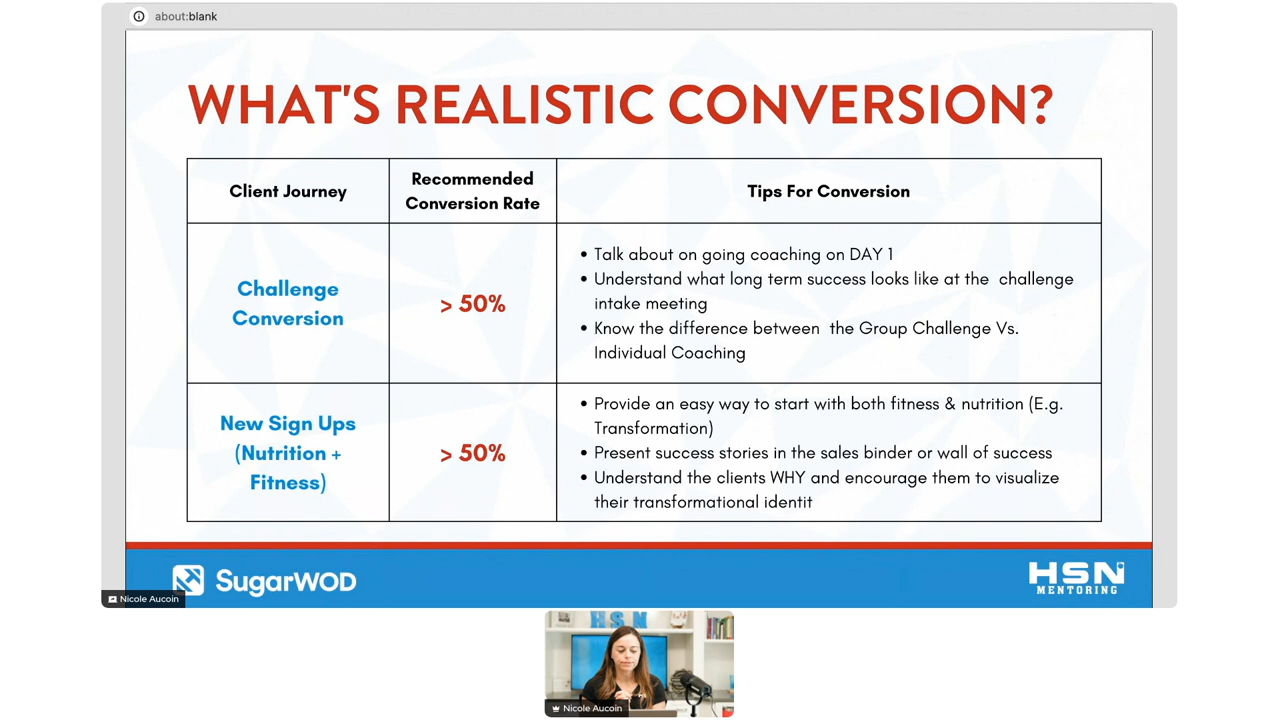 about:blank
WHAT'S REALISTIC CONVERSION?
Client Journey
Recommended
Conversion Rate
Tips For Conversion
Challenge
Conversion
> 50%
• Talk about on going coaching on DAY 1
• Understand what long term success looks like at the  challenge
intake meeting
• Know the difference between  the Group Challenge Vs.
Individual Coaching
New Sign Ups
(Nutrition +
Fitness)
> 50%
• Provide an easy way to start with both fitness & nutrition (E.g.
Transformation)
• Present success stories in the sales binder or wall of success
• Understand the clients WHY and encourage them to visualize
their transformational identit
SugarWOD
HSN
MENTORING
Nicole Aucoin
HSN
Nicole Aucoin